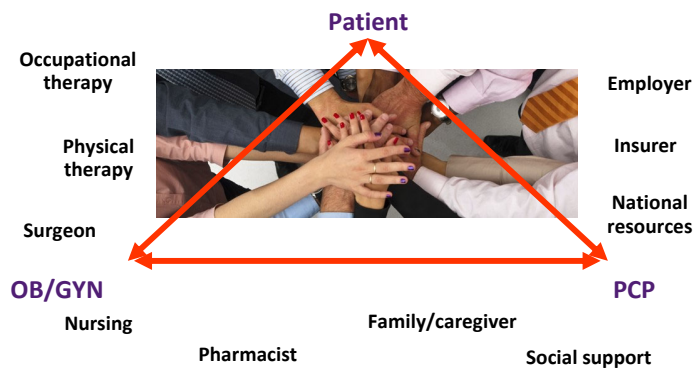 Patient
Occupational
therapy
Employer
Physical
therapy
Insurer
National
resources
Surgeon
OB/GYN
PCP
Nursing
Family/caregiver
Pharmacist
Social support